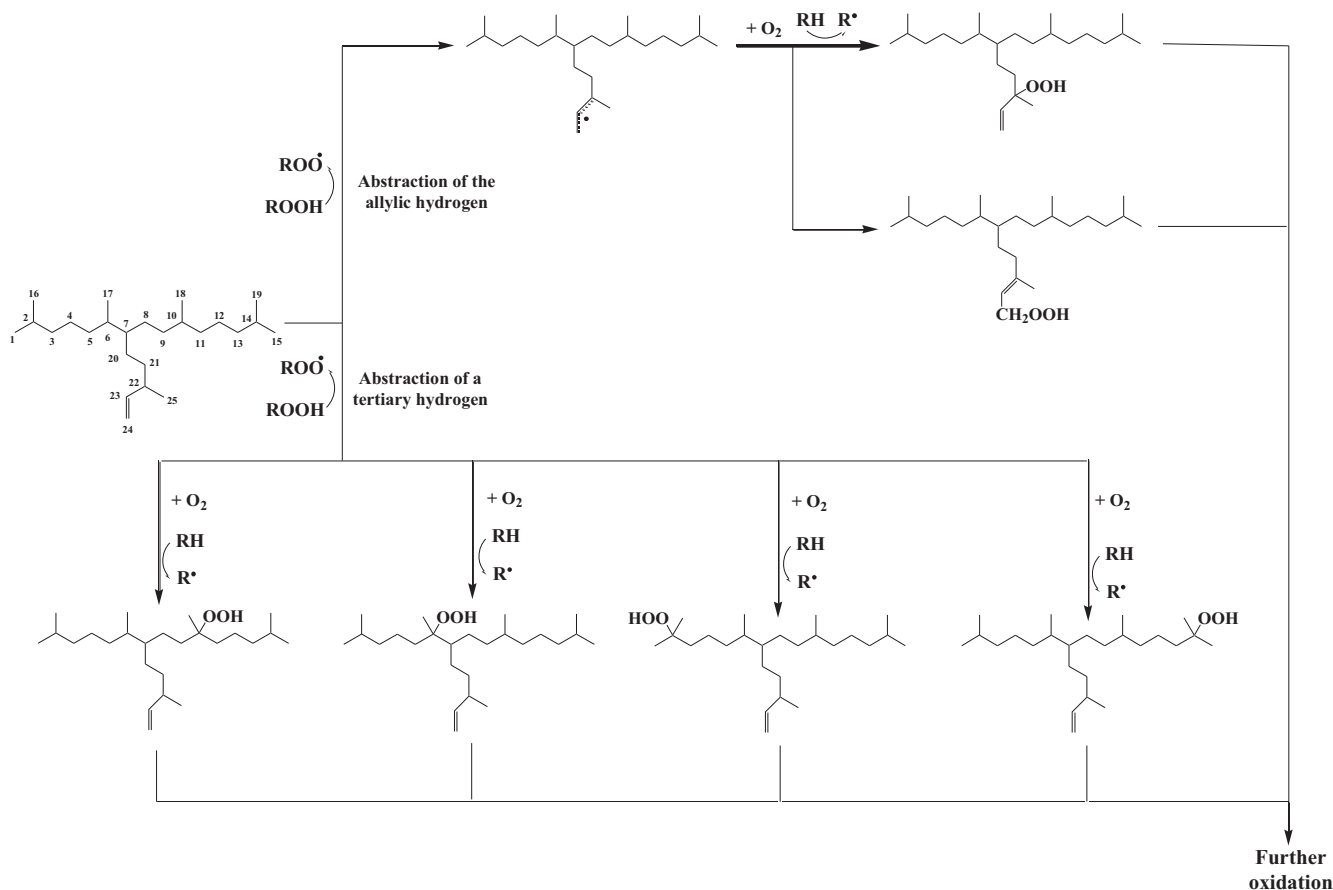 + O2
RH R•
OOH
ROO•
ROOH
Abstraction of the
allylic hydrogen
CH2OOH
16
17
18
19
2
4
7
8
10
12
14
1
3
5
6
9
11
13
15
20
21
22
23
25
24
ROO•
ROOH
Abstraction of a
tertiary hydrogen
+ O2
RH
R•
+ O2
RH
R•
+ O2
RH
R•
+ O2
RH
R•
OOH
OOH
HOO
OOH
Further
oxidation